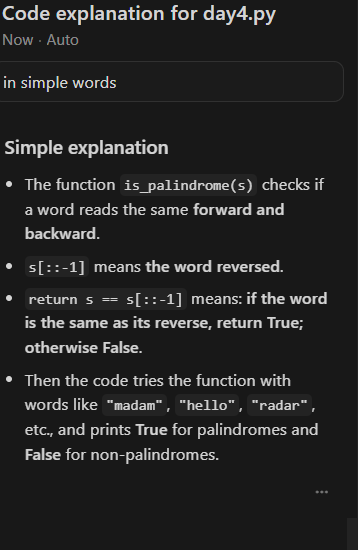 Code explanation for day4.py
Now · Auto
in simple words
Simple explanation
• The function is_palindrome(s) checks if
a word reads the same forward and
backward.
• s[::-1] means the word reversed.
• return s == s[::-1] means: if the word
is the same as its reverse, return True;
otherwise False.
• Then the code tries the function with
words like "madam", "hello", "radar",
etc., and prints True for palindromes and
False for non-palindromes.